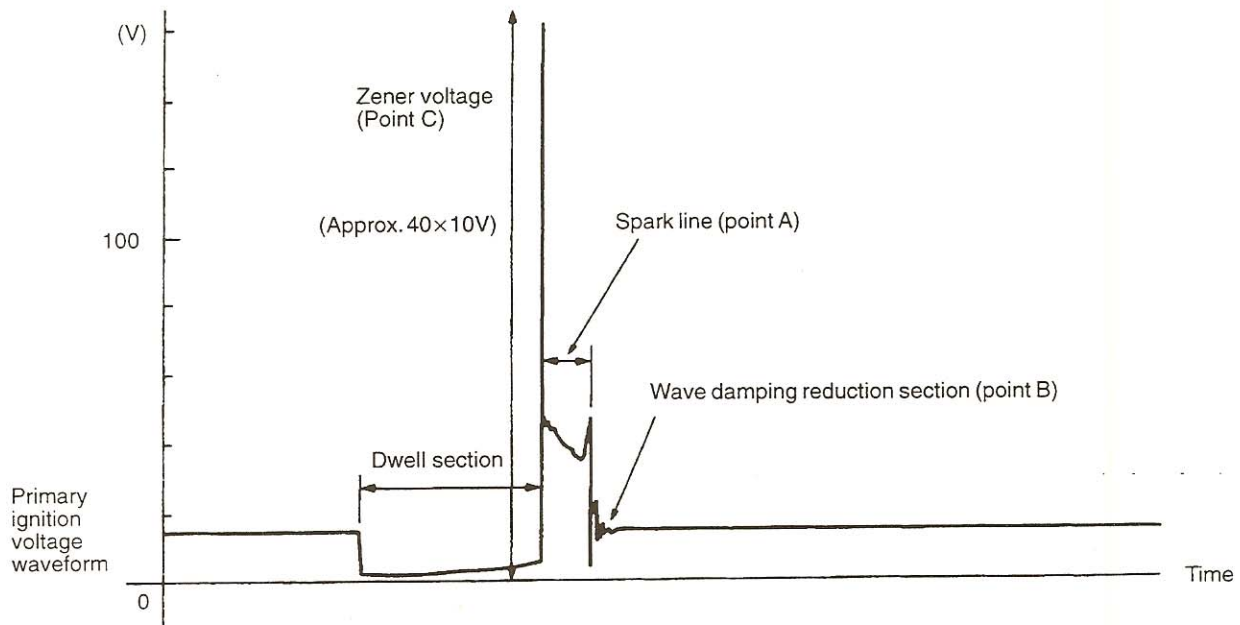 (V)
Zener voltage
(Point C)
(Approx. 40×10V)
Spark line (point A)
100
Wave damping reduction section (point B)
Dwell section
Primary
ignition
voltage
waveform
Time
0